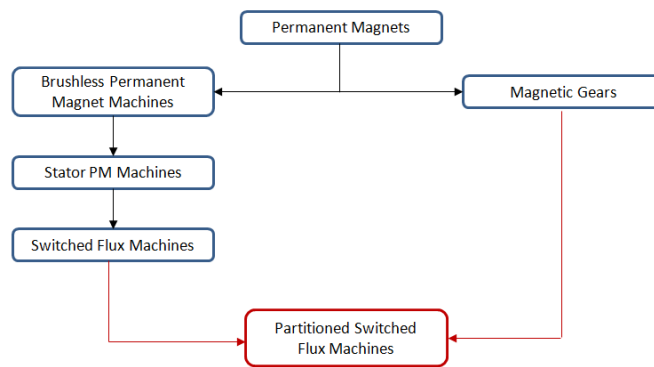 Permanent Magnets
Brushless Permanent
Magnet Machines
Magnetic Gears
Stator PM Machines
Switched Flux Machines
Partitioned Switched
Flux Machines